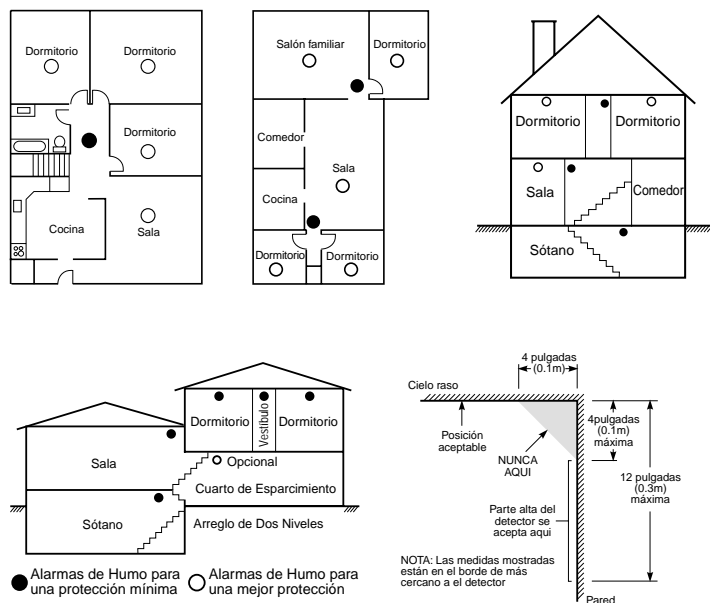 Dormitorio
Dormitorio
Dormitorio
Cocina
Sala
Salón familiar
Dormitorio
Comedor
Sala
Cocina
Dormitorio
Dormitorio
Dormitorio
Dormitorio
Sala
Comedor
Sótano
Dormitorio
Vestíbulo
Dormitorio
Sala
Opcional
Cuarto de Esparcimiento
Sótano
Arreglo de Dos Niveles
Alarmas de Humo para
una protección mínima
Alarmas de Humo para
una mejor protección
4 pulgadas
(0.1m)
Cielo raso
Posición
aceptable
NUNCA
AQUI
4pulgadas
(0.1m)
máxima
12 pulgadas
(0.3m)
máxima
Parte alta del
detector se
acepta aqui
NOTA: Las medidas mostradas
están en el borde de más
cercano a el detector
Pared